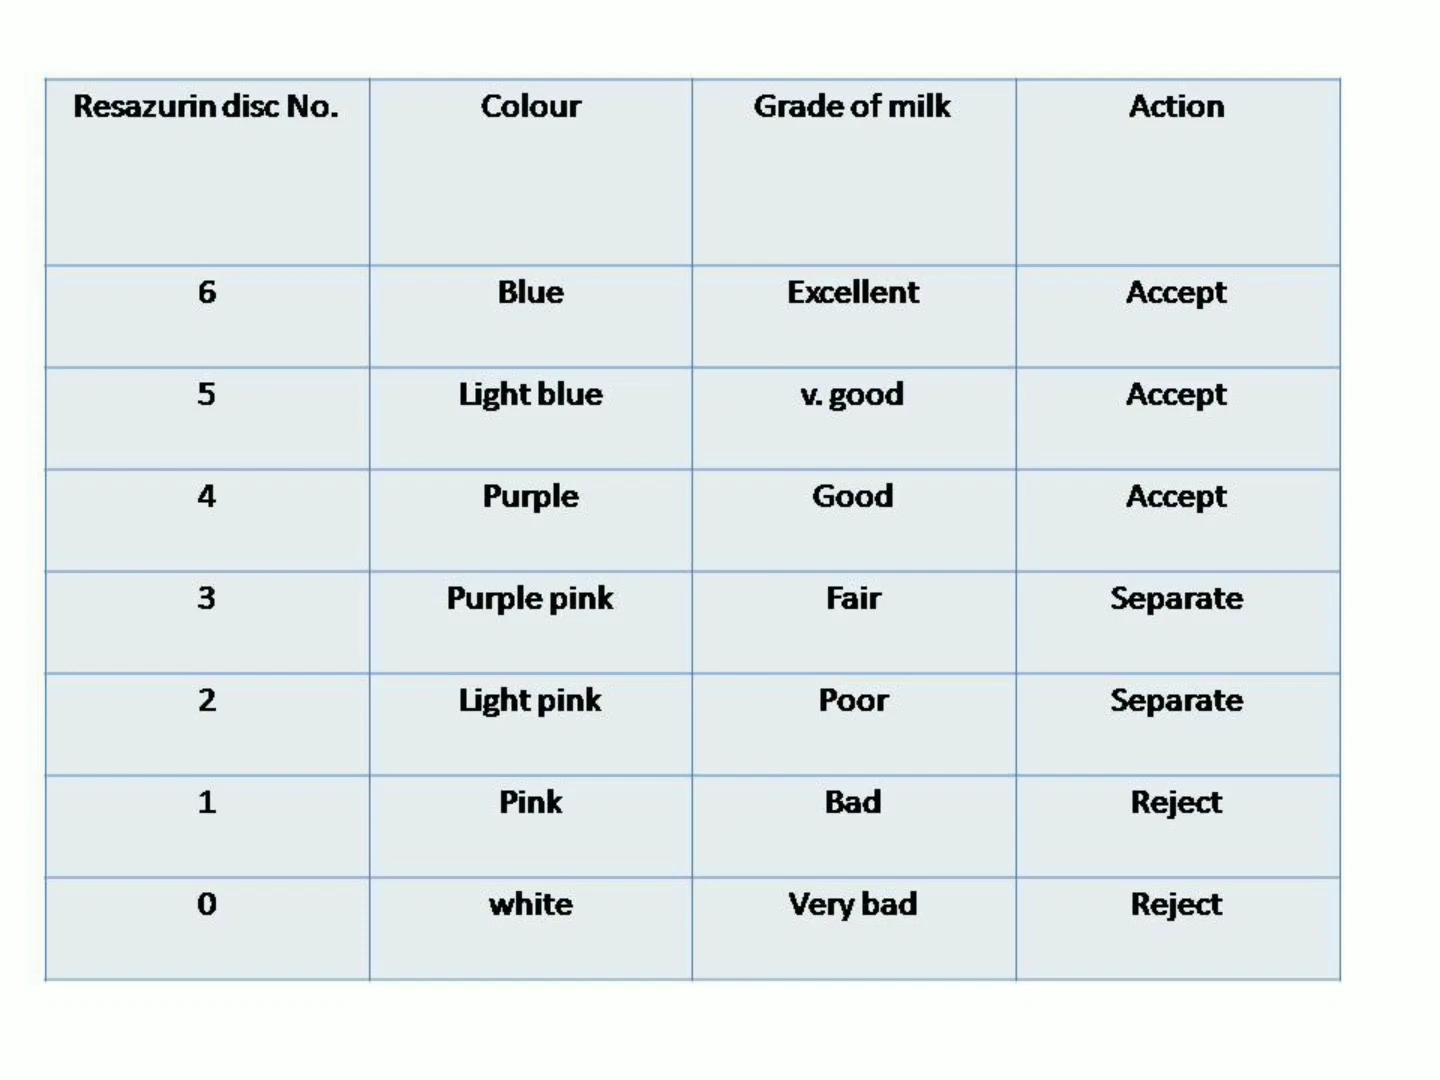 Resazurin disc No. Colour Grade of milk Action
6 Blue Excellent Accept
5 Light blue v. good Accept
4 Purple Good Accept
3 Purple pink Fair Separate
2 Light pink Poor Separate
1 Pink Bad Reject
0 white Very bad Reject